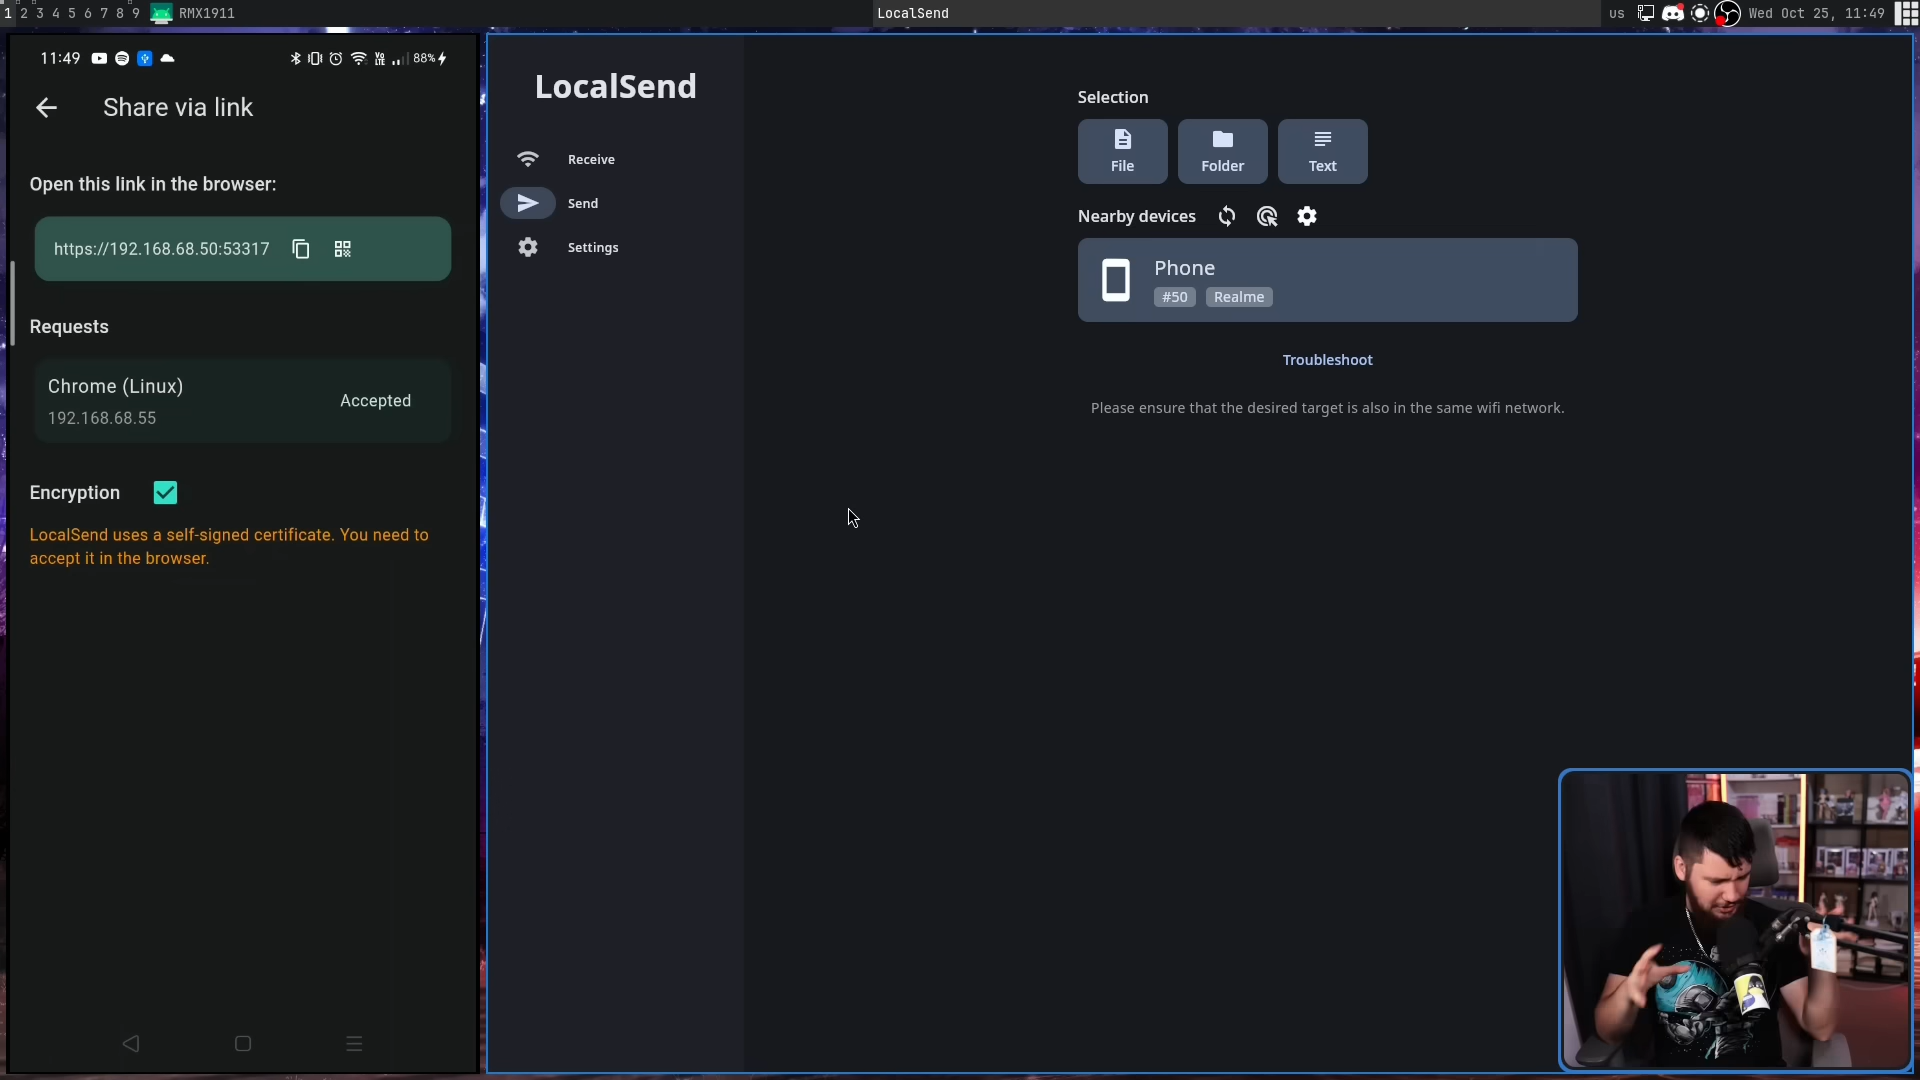 1 2 3 4 5 6 7 8 9 RMX1911
LocalSend
us Wed Oct 25, 11:49
11:49
88%
Share via link
Open this link in the browser:
https://192.168.68.50:53317
Requests
Chrome (Linux)
192.168.68.55
Accepted
Encryption
LocalSend uses a self-signed certificate. You need to
accept it in the browser.
LocalSend
Receive
Send
Settings
Selection
File Folder Text
Nearby devices
Phone
#50 Realme
Troubleshoot
Please ensure that the desired target is also in the same wifi network.